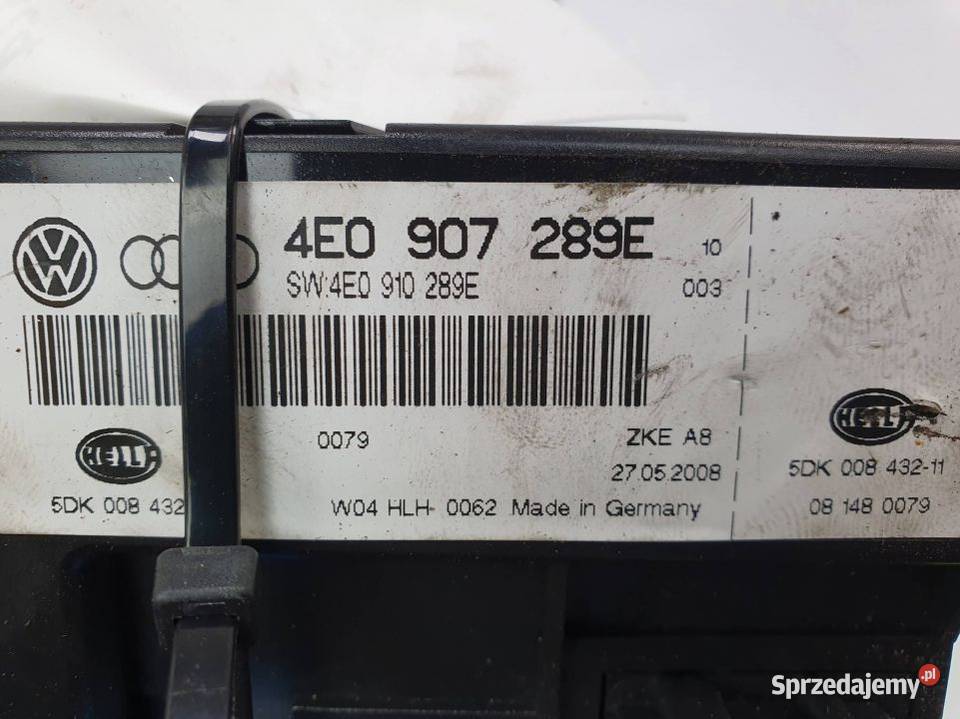 4E0 907 289E 10
SW:4E0 910 289E 003
0079 ZKE A8
27.05.2008
HELLA
5DK 008 432
W04 HLH- 0062 Made in Germany
HELLA
5DK 008 432-11
08 148 0079
Sprzedajemy.pl